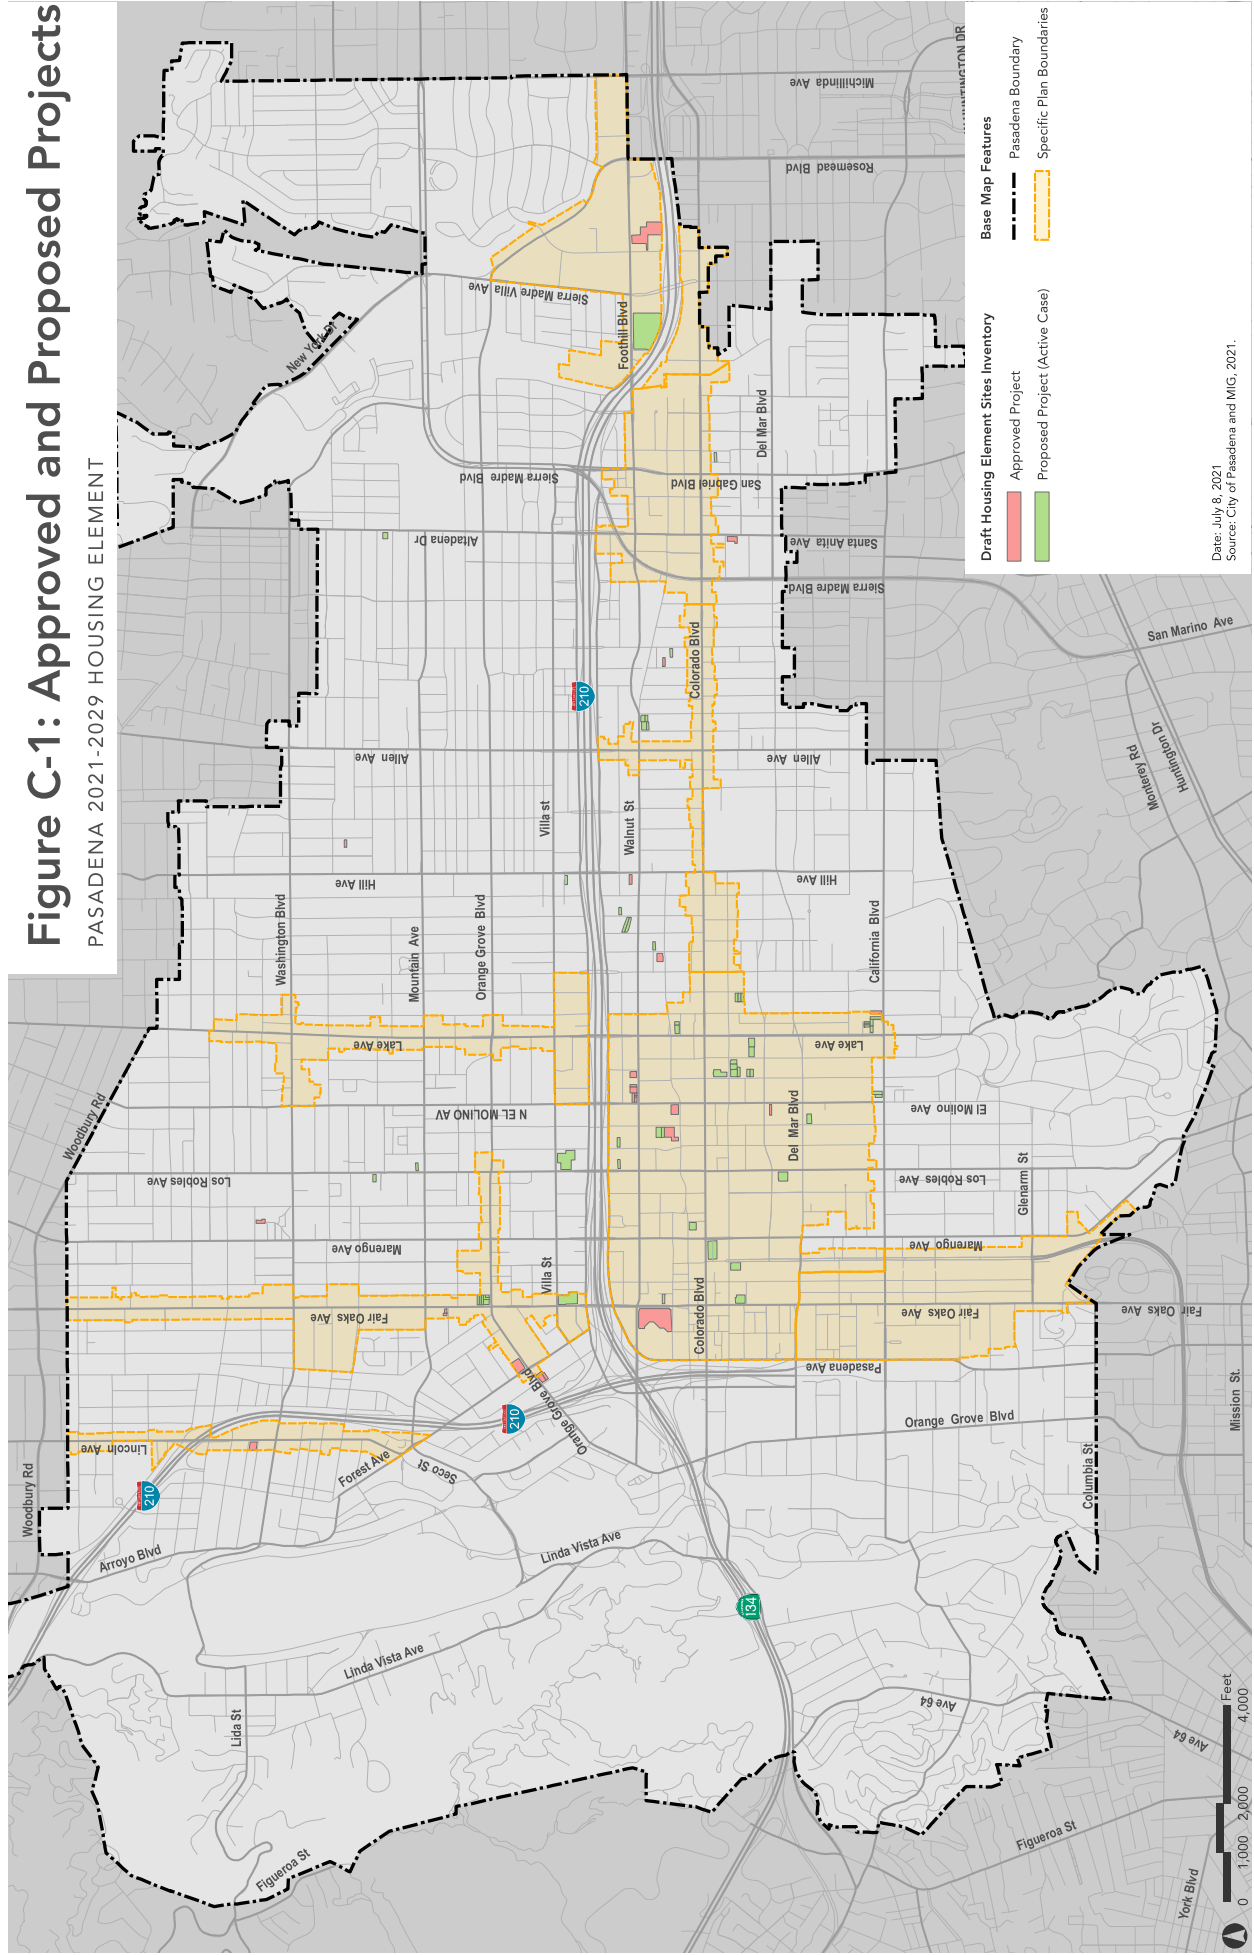 Figure C-1: Approved and Proposed Projects
PASADENA 2021-2029 HOUSING ELEMENT
Woodbury Rd
Woodbury Rd
Lincoln Ave
210
Arroyo Blvd
Lida St
Figueroa St
Linda Vista Ave
Linda Vista Ave
Forest Ave
Seco St
210
Orange Grove Blvd
Fair Oaks Ave
Marengo Ave
Los Robles Ave
N EL MOLINO AV
Lake Ave
Washington Blvd
Mountain Ave
Orange Grove Blvd
Villa St
Villa st
Hill Ave
Allen Ave
Altadena Dr
Sierra Madre Blvd
New York Dr
Sierra Madre Villa Ave
Foothill Blvd
Michillinda Ave
Rosemead Blvd
HUNTINGTON DR
210
Walnut St
Colorado Blvd
Colorado Blvd
Del Mar Blvd
San Gabriel Blvd
Santa Anita Ave
Sierra Madre Blvd
Allen Ave
Hill Ave
California Blvd
Lake Ave
El Molino Ave
Del Mar Blvd
Los Robles Ave
Glenarm St
Marengo Ave
Fair Oaks Ave
Fair Oaks Ave
Pasadena Ave
Orange Grove Blvd
Columbia St
Mission St.
134
Ave 64
Ave 64
Figueroa St
York Blvd
San Marino Ave
Monterey Rd
Huntington Dr
Draft Housing Element Sites Inventory
Approved Project
Proposed Project (Active Case)
Base Map Features
Pasadena Boundary
Specific Plan Boundaries
Date: July 8, 2021
Source: City of Pasadena and MIG, 2021.
0 1,000 2,000 4,000
Feet